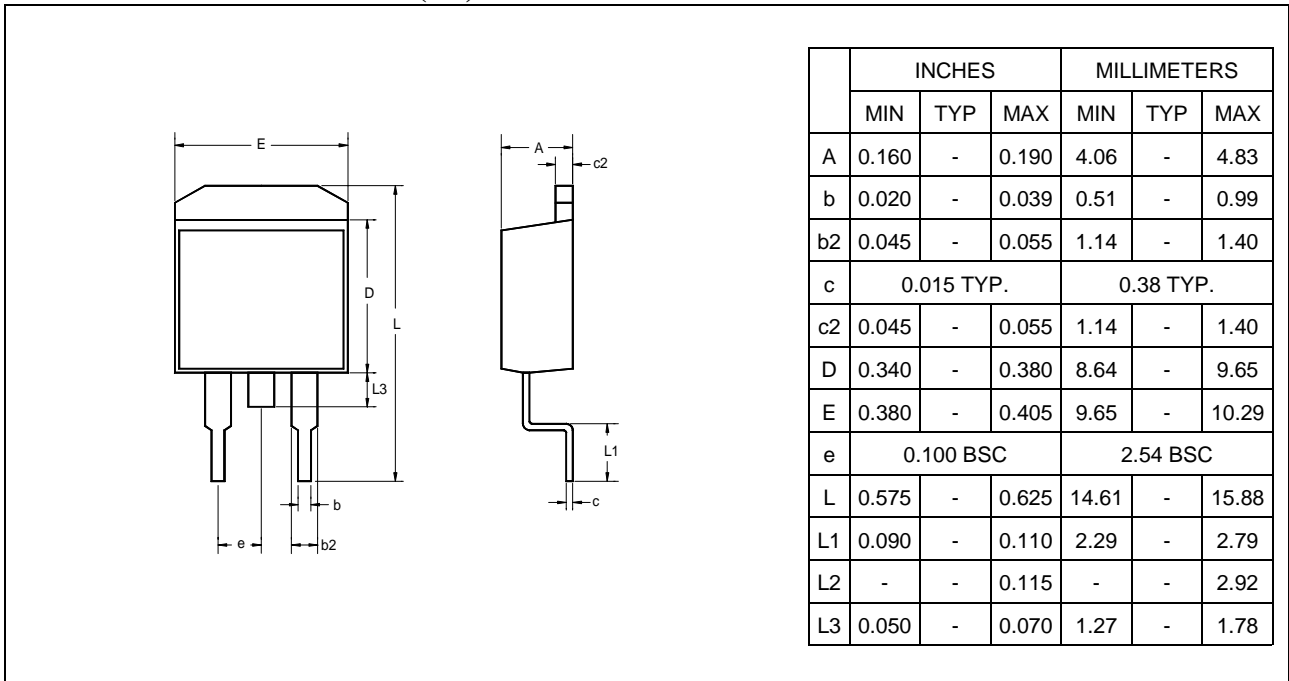 E
A
c2
D
L
L3
L1
b
c
e
b2
INCHES MILLIMETERS
MIN TYP MAX MIN TYP MAX
A 0.160 - 0.190 4.06 - 4.83
b 0.020 - 0.039 0.51 - 0.99
b2 0.045 - 0.055 1.14 - 1.40
c 0.015 TYP. 0.38 TYP.
c2 0.045 - 0.055 1.14 - 1.40
D 0.340 - 0.380 8.64 - 9.65
E 0.380 - 0.405 9.65 - 10.29
e 0.100 BSC 2.54 BSC
L 0.575 - 0.625 14.61 - 15.88
L1 0.090 - 0.110 2.29 - 2.79
L2 - - 0.115 - - 2.92
L3 0.050 - 0.070 1.27 - 1.78